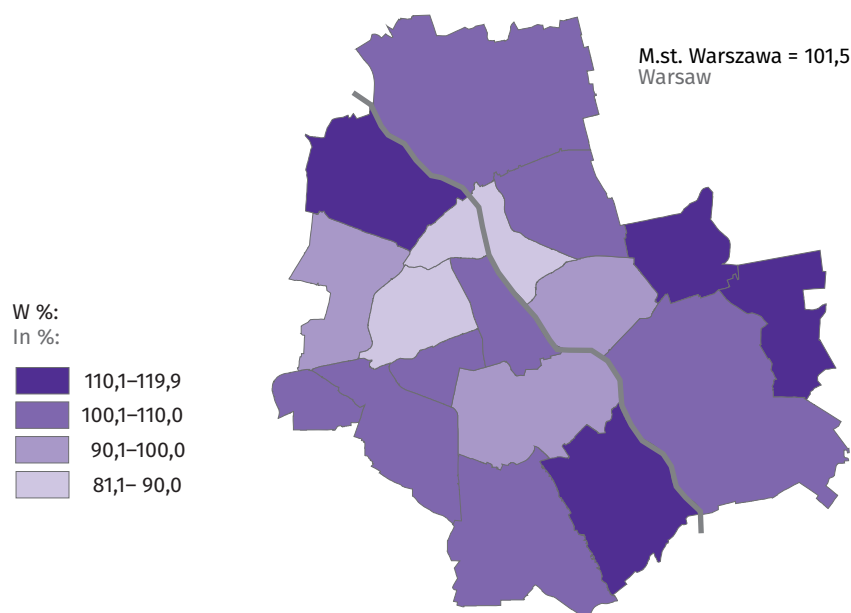 M.st. Warszawa = 101,5
Warsaw
W %:
In %:
110,1–119,9
100,1–110,0
90,1–100,0
81,1– 90,0